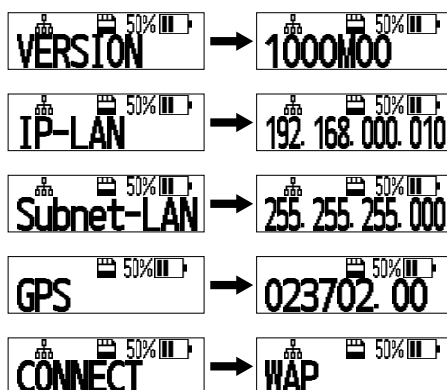 50% 50%
VERSION 1000M00
50% 50%
IP-LAN 192. 168. 000. 010
50% 50%
Subnet-LAN 255. 255. 255. 000
50% 50%
GPS 023702. 00
50% 50%
CONNECT WAP